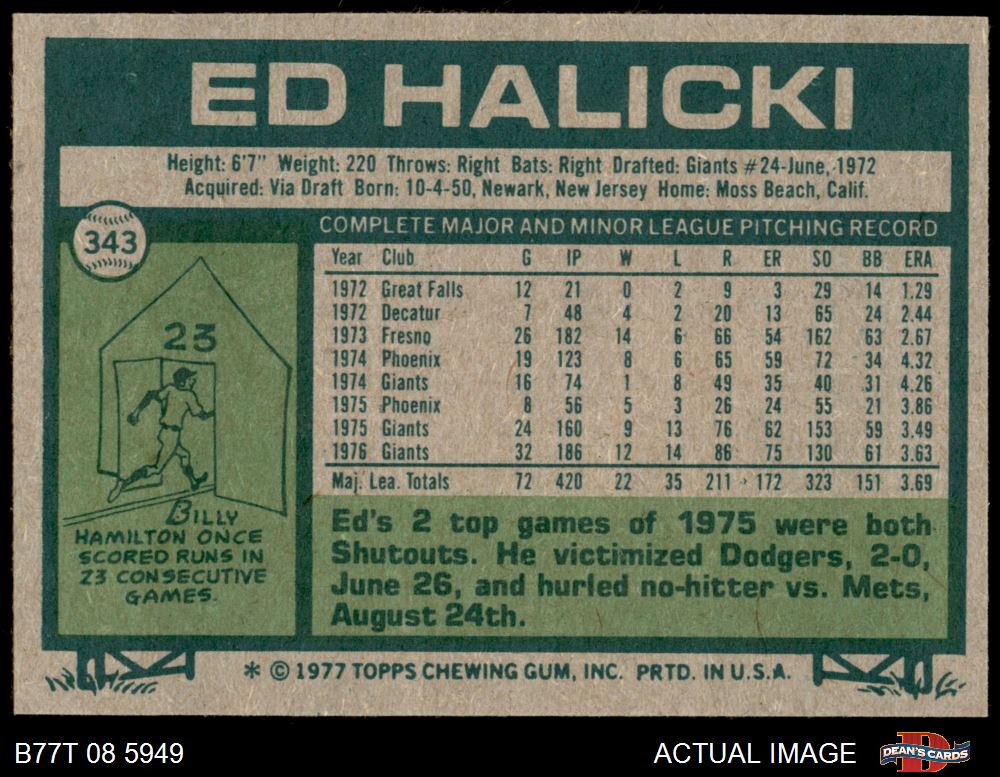 ED HALICKI
Height: 6'7" Weight: 220 Throws: Right Bats: Right Drafted: Giants #24-June, 1972
Acquired: Via Draft Born: 10-4-50, Newark, New Jersey Home: Moss Beach, Calif.
343
COMPLETE MAJOR AND MINOR LEAGUE PITCHING RECORD
Year Club G IP W L R ER SO BB ERA
1972 Great Falls 12 21 0 2 9 3 29 14 1.29
1972 Decatur 7 48 4 2 20 13 65 24 2.44
1973 Fresno 26 182 14 6 66 54 162 63 2.67
1974 Phoenix 19 123 8 6 65 59 72 34 4.32
1974 Giants 16 74 1 8 49 35 40 31 4.26
1975 Phoenix 8 56 5 3 26 24 55 21 3.86
1975 Giants 24 160 9 13 76 62 153 59 3.49
1976 Giants 32 186 12 14 86 75 130 61 3.63
Maj. Lea. Totals 72 420 22 35 211 172 323 151 3.69
23
BILLY
HAMILTON ONCE
SCORED RUNS IN
23 CONSECUTIVE
GAMES.
Ed's 2 top games of 1975 were both
Shutouts. He victimized Dodgers, 2-0,
June 26, and hurled no-hitter vs. Mets,
August 24th.
* © 1977 TOPPS CHEWING GUM, INC. PRTD. IN U.S.A.
B77T 08 5949
ACTUAL IMAGE
DEAN'S CARDS